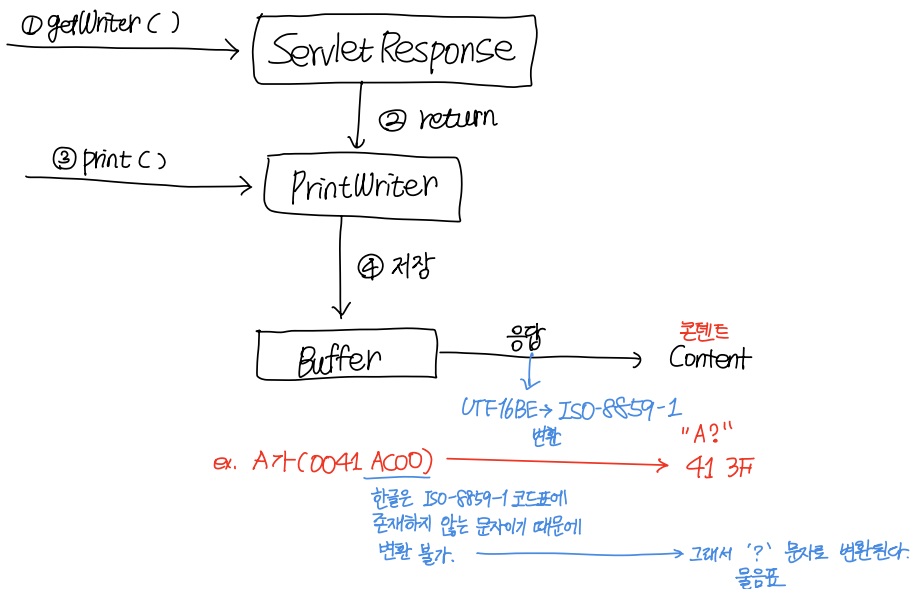 ① getWriter ( )
ServletResponse
② return
③ print ( )
PrintWriter
④ 저장
Buffer
응답
콘텐트
Content
UTF16BE → ISO-8859-1
변환
"A?"
ex. A가(0041 AC00)
41 3F
한글은 ISO-8859-1 코드표에
존재하지 않는 문자이기 때문에
변환 불가.
그래서 '?' 문자로 변환된다.
물음표